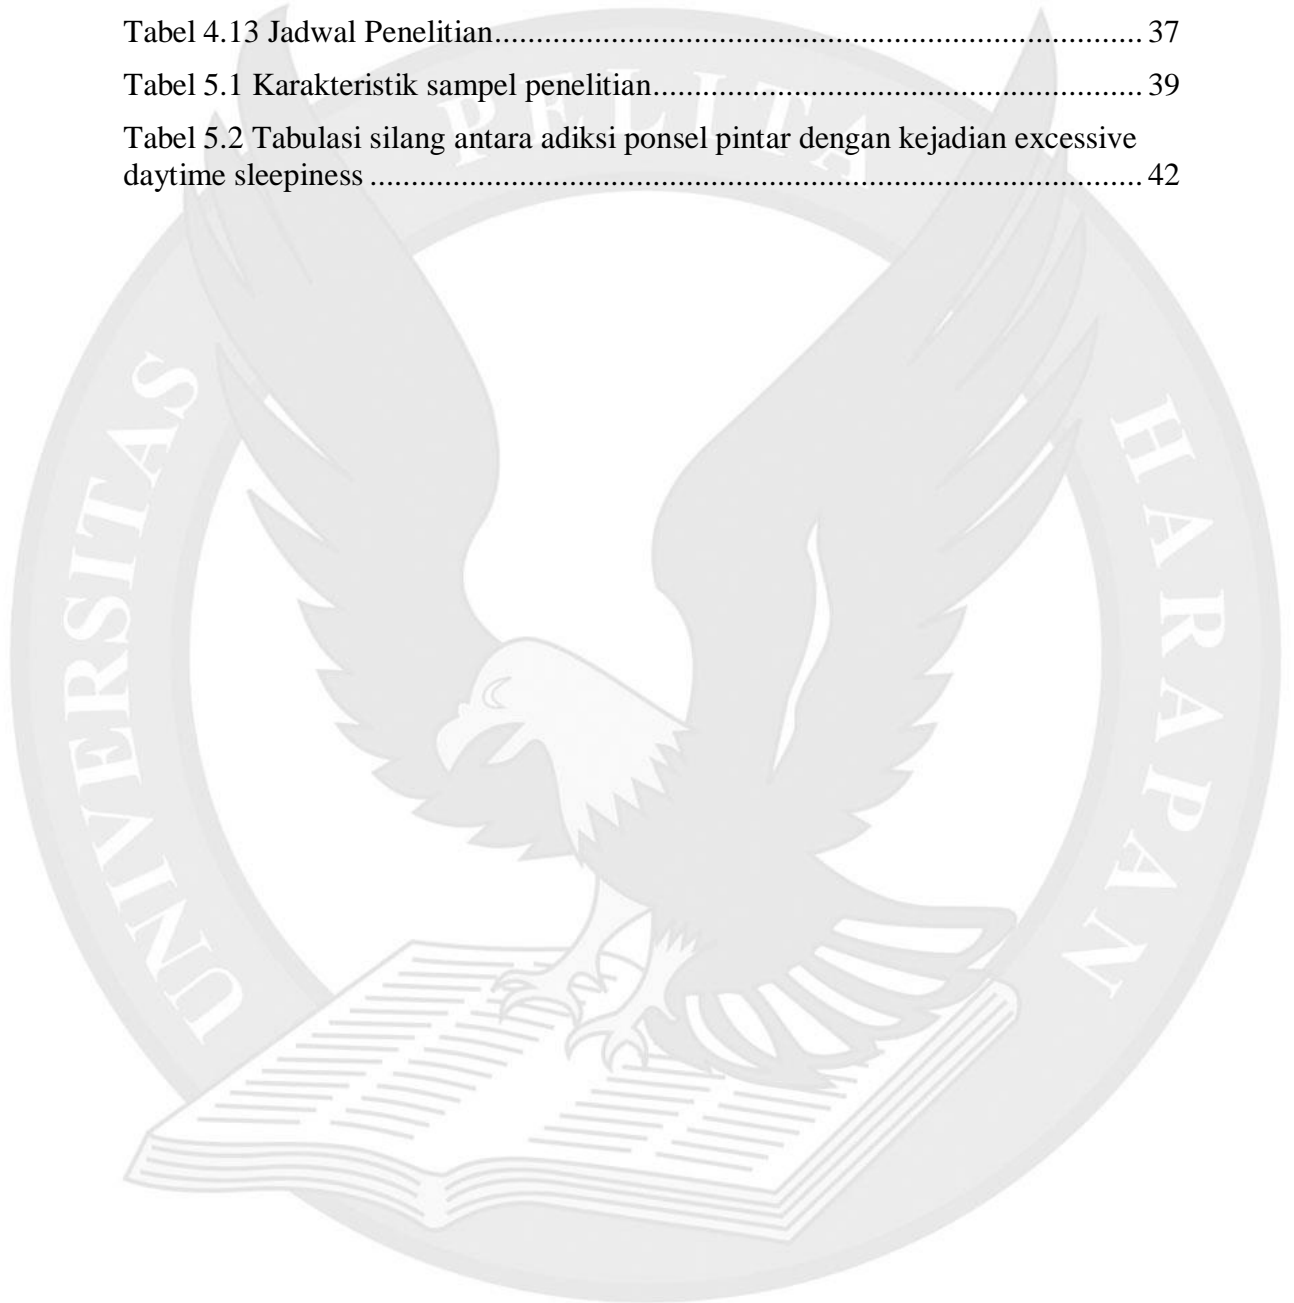 Tabel 4.13 Jadwal Penelitian............................................................................... 37
Tabel 5.1 Karakteristik sampel penelitian............................................................ 39
Tabel 5.2 Tabulasi silang antara adiksi ponsel pintar dengan kejadian excessive
daytime sleepiness .............................................................................................. 42
UNIVERSITAS PELITA HARAPAN